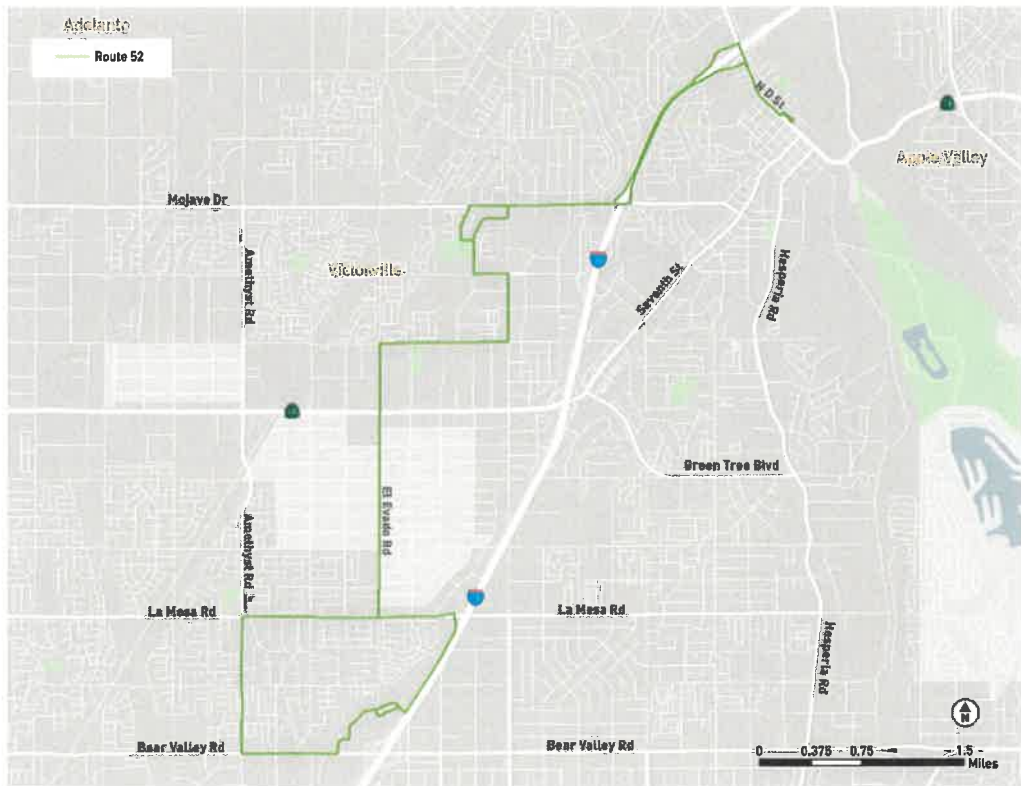 Adelanto
Route 52
N D St
Apple Valley
Mojave Dr
Amethyst Rd
Victorville
Seventh St
Hesperia Rd
Green Tree Blvd
El Evado Rd
Amethyst Rd
La Mesa Rd
La Mesa Rd
Hesperia Rd
N
Bear Valley Rd
Bear Valley Rd
0 0.375 0.75 1.5
Miles